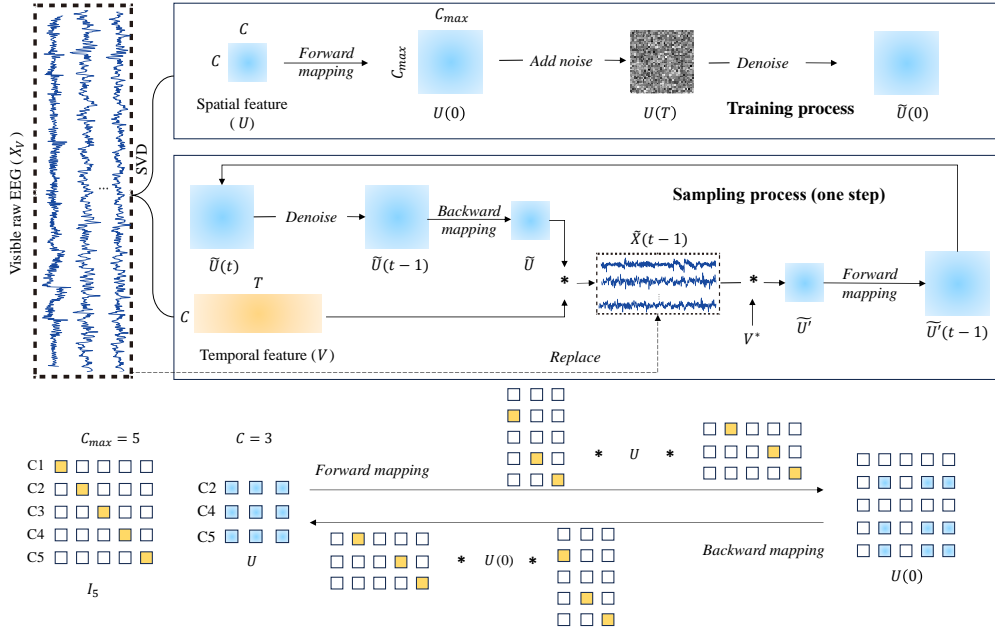 Visible raw EEG ( X_V )
...
SVD
C
C
Spatial feature
( U )
Forward
mapping
C_max
C_max
U(0)
Add noise
U(T)
Denoise
Training process
Ũ(0)
Sampling process (one step)
Ũ(t)
Denoise
Ũ(t − 1)
Backward
mapping
Ũ
*
X̃(t − 1)
*
V*
Ũ'
Forward
mapping
Ũ'(t − 1)
T
C
Temporal feature (V)
Replace
C_max = 5
C1
C2
C3
C4
C5
I_5
C = 3
C2
C4
C5
U
Forward mapping
* U *
* U(0) *
Backward mapping
U(0)